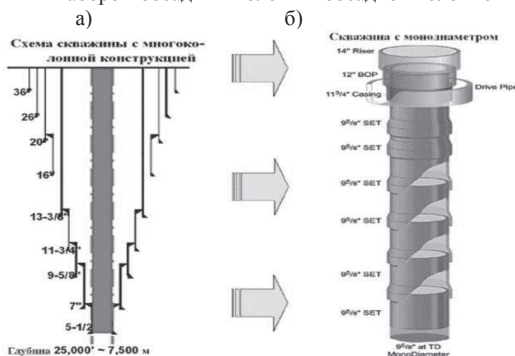 а)
б)
Схема скважины с многоко-
лонной конструкцией
36"
26"
20"
16"
13-3/8"
11-3/4"
9-5/8"
7"
5-1/2
Глубина 25,000' ~ 7,500 м
Скважина с монодиаметром
14" Riser
12" BOP
Drive Pipe
11³/₄" Casing
9⁵/₈" SET
9⁵/₈" SET
9⁵/₈" SET
9⁵/₈" SET
9⁵/₈" SET
9⁵/₈" SET
9⁵/₈" at TD
MonoDiameter